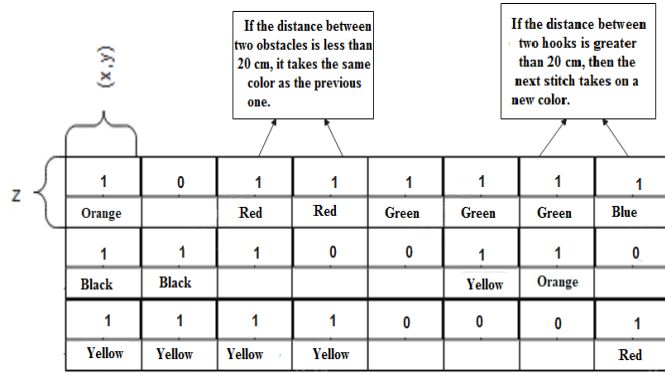 If the distance between
two obstacles is less than
20 cm, it takes the same
color as the previous
one.
If the distance between
two hooks is greater
than 20 cm, then the
next stitch takes on a
new color.
(x,y)
Z
1 0 1 1 1 1 1 1
Orange Red Red Green Green Green Blue
1 1 1 0 0 1 1 0
Black Black Yellow Orange
1 1 1 1 0 0 0 1
Yellow Yellow Yellow Yellow Red